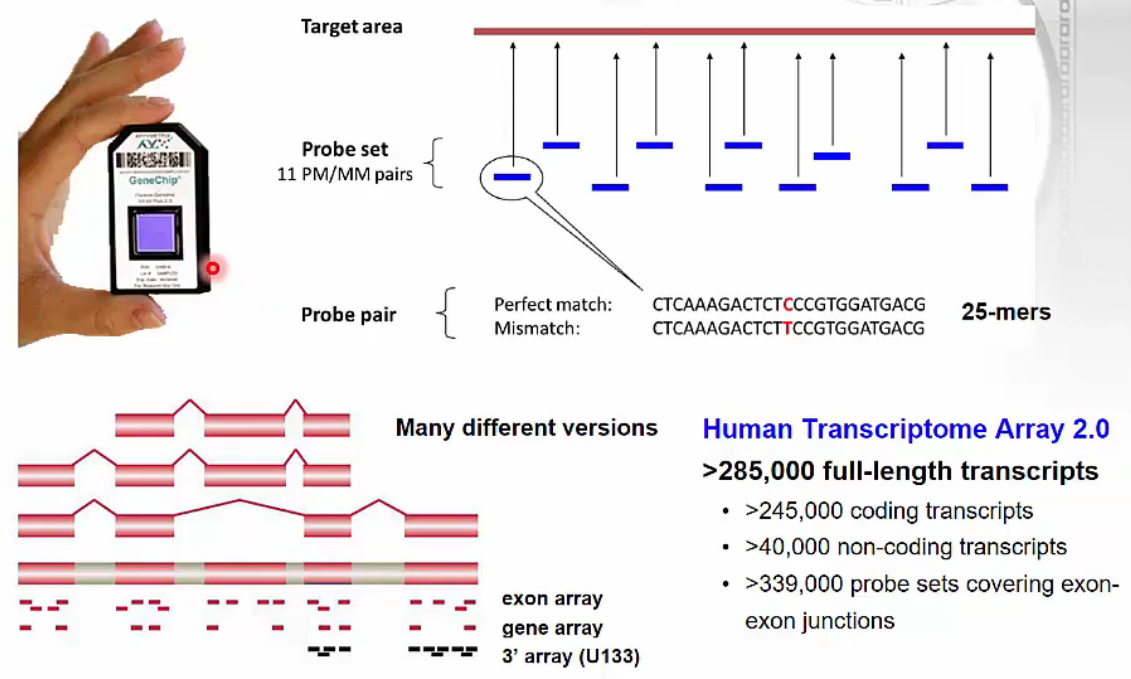 Target area
Probe set
11 PM/MM pairs
GeneChip
Probe pair
Perfect match: CTCAAAGACTCTCCCGTGGATGACG
Mismatch: CTCAAAGACTCTTCCGTGGATGACG
25-mers
Many different versions
exon array
gene array
3' array (U133)
Human Transcriptome Array 2.0
>285,000 full-length transcripts
• >245,000 coding transcripts
• >40,000 non-coding transcripts
• >339,000 probe sets covering exon-
exon junctions